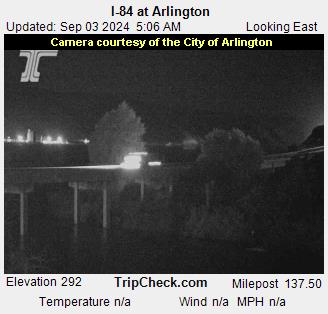 I-84 at Arlington
Updated: Sep 03 2024 5:06 AM Looking East
Camera courtesy of the City of Arlington
Elevation 292 TripCheck.com Milepost 137.50
Temperature n/a Wind n/a MPH n/a